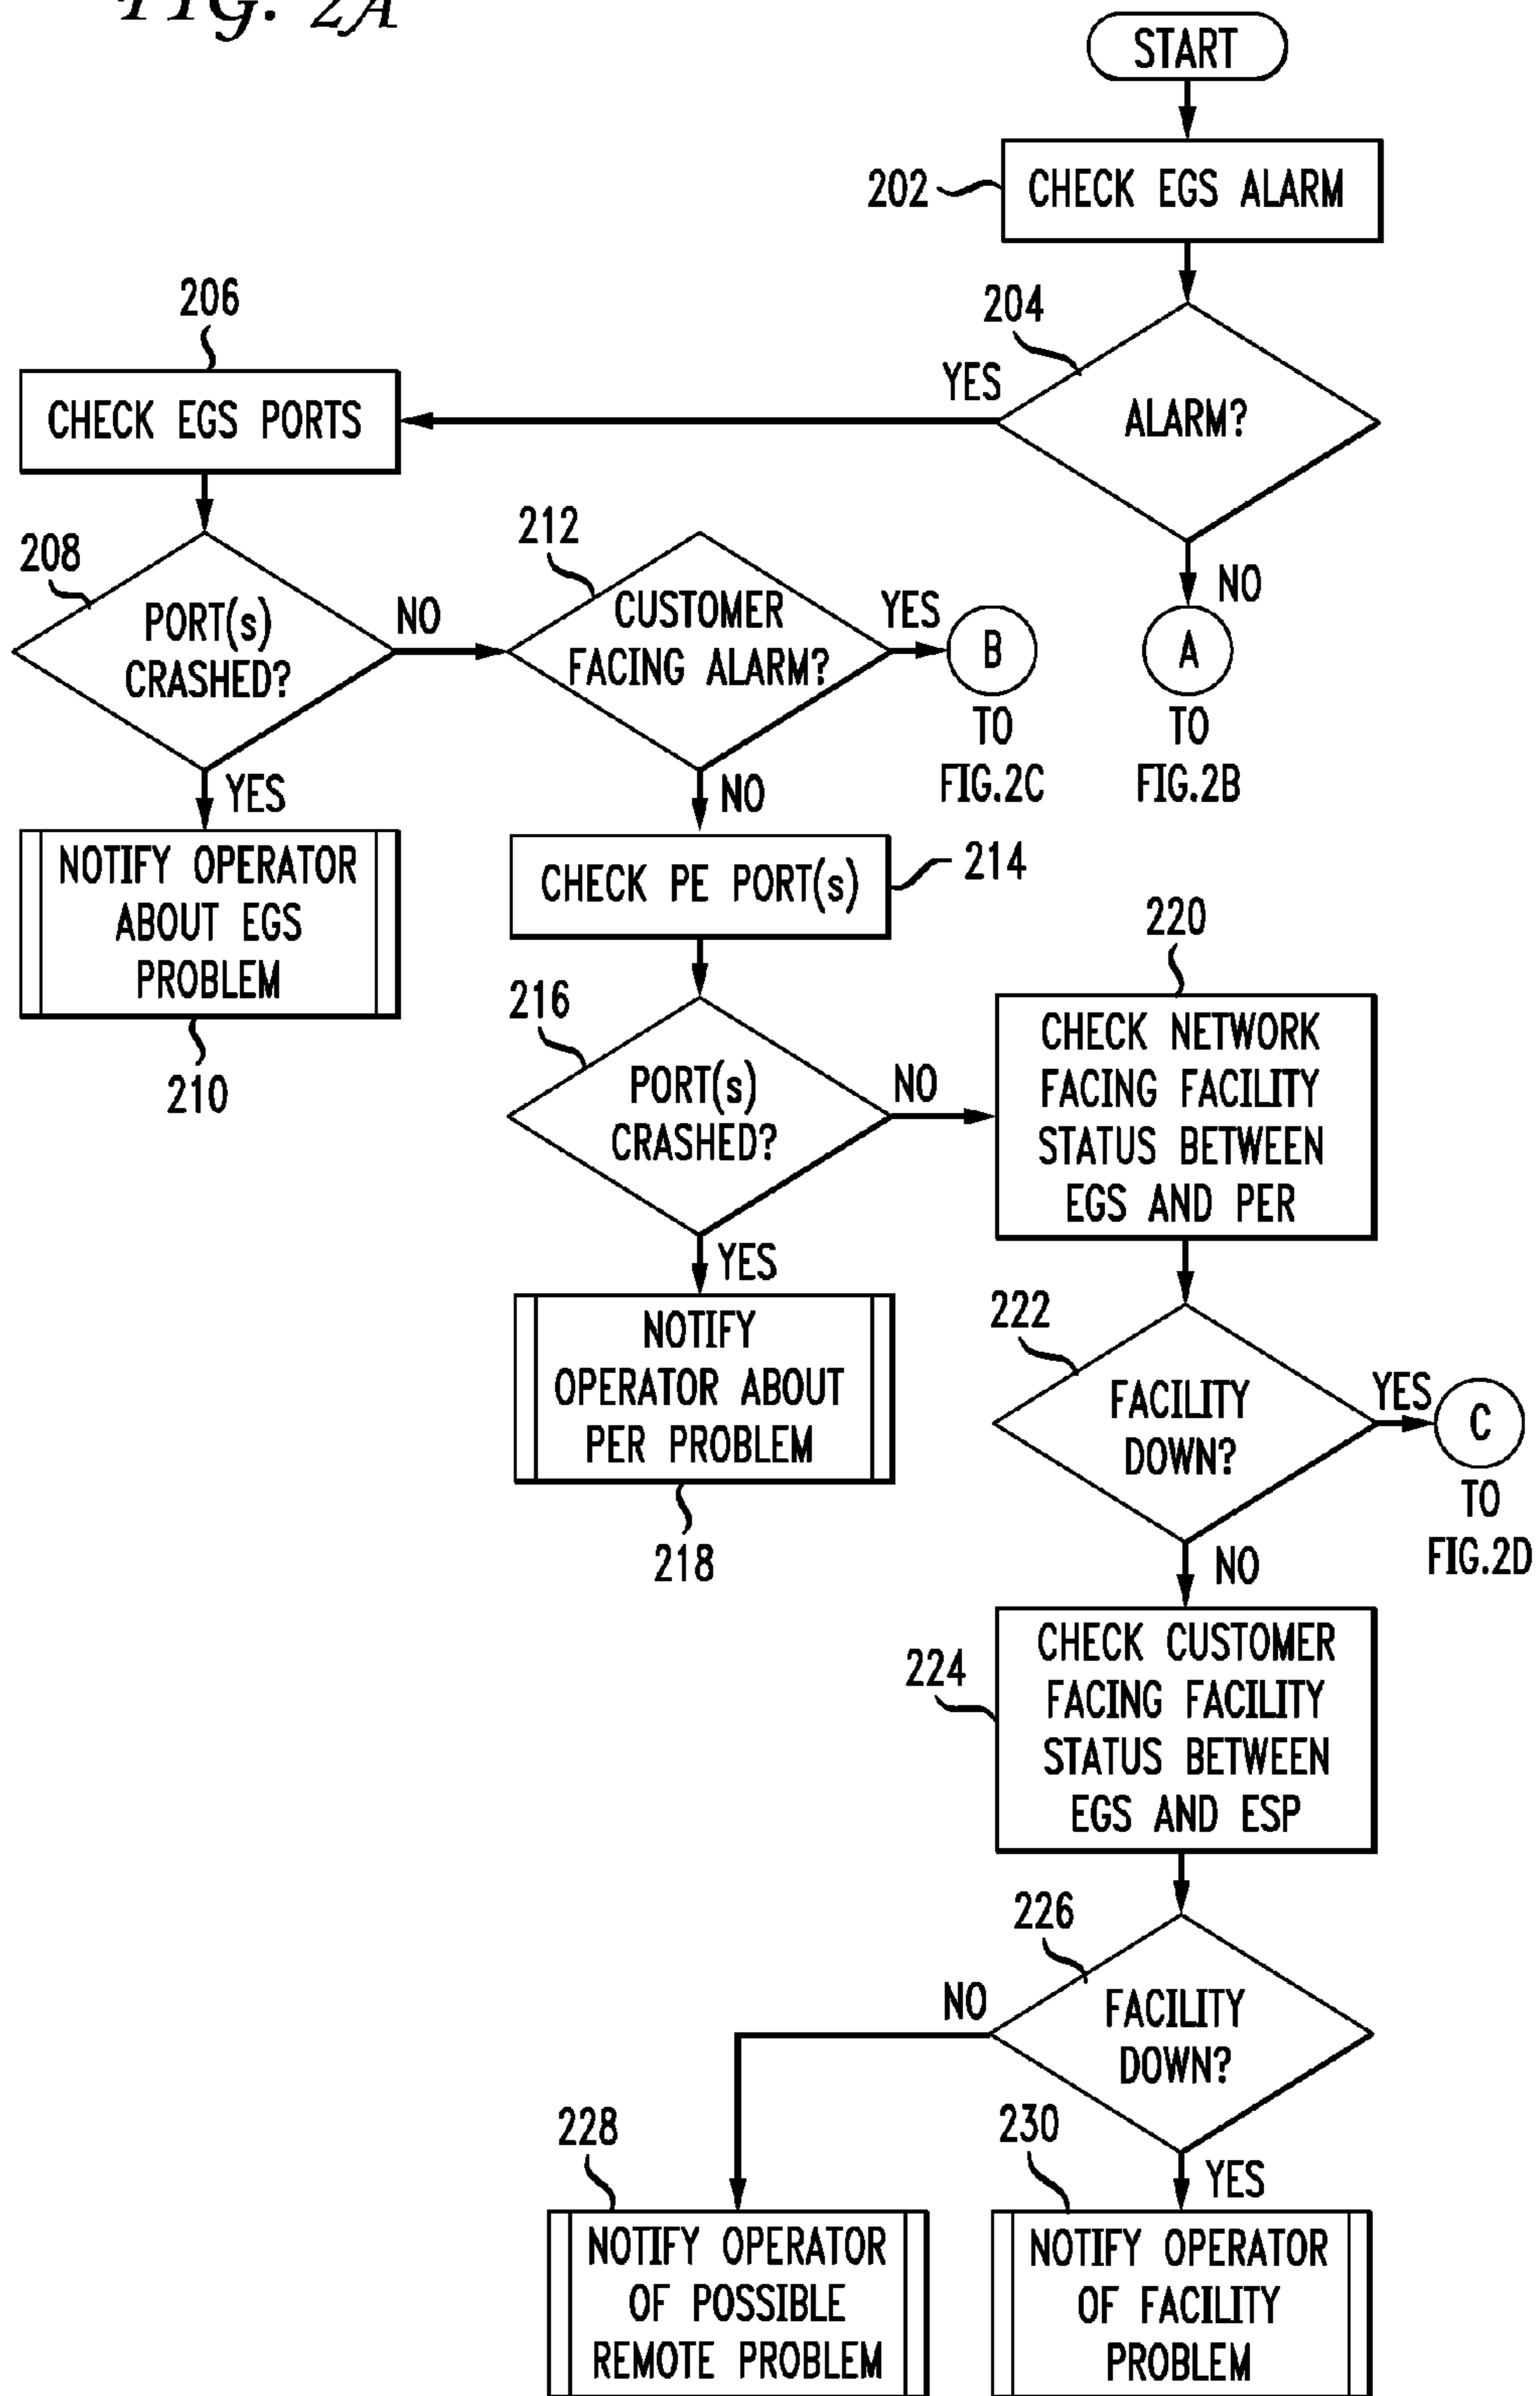 FIG. 2A
START
202
CHECK EGS ALARM
204
YES
ALARM?
NO
A
TO
FIG.2B
206
CHECK EGS PORTS
208
PORT(s)
CRASHED?
NO
YES
NOTIFY OPERATOR
ABOUT EGS
PROBLEM
210
212
CUSTOMER
FACING ALARM?
YES
B
TO
FIG.2C
NO
CHECK PE PORT(s)
214
216
PORT(s)
CRASHED?
NO
YES
NOTIFY
OPERATOR ABOUT
PER PROBLEM
218
220
CHECK NETWORK
FACING FACILITY
STATUS BETWEEN
EGS AND PER
222
FACILITY
DOWN?
YES
C
TO
FIG.2D
NO
224
CHECK CUSTOMER
FACING FACILITY
STATUS BETWEEN
EGS AND ESP
226
FACILITY
DOWN?
NO
YES
228
NOTIFY OPERATOR
OF POSSIBLE
REMOTE PROBLEM
230
NOTIFY OPERATOR
OF FACILITY
PROBLEM